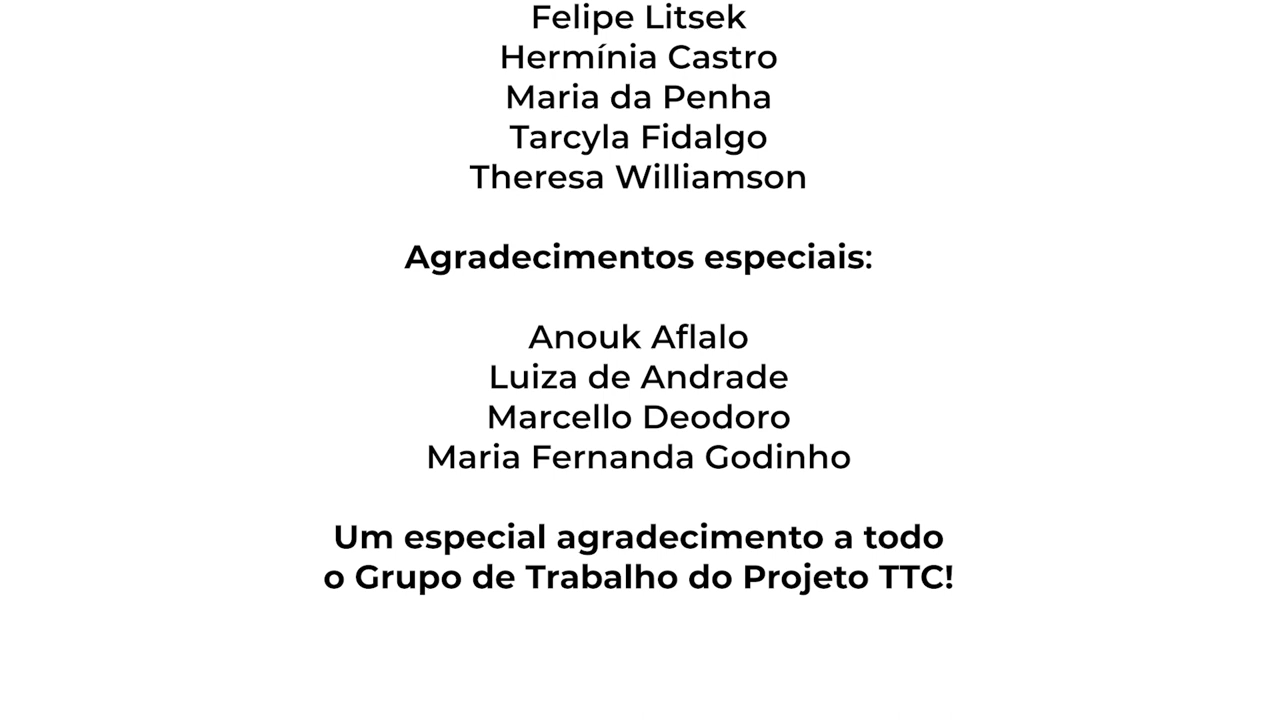 Felipe Litsek
Hermínia Castro
Maria da Penha
Tarcyla Fidalgo
Theresa Williamson
Agradecimentos especiais:
Anouk Aflalo
Luiza de Andrade
Marcello Deodoro
Maria Fernanda Godinho
Um especial agradecimento a todo
o Grupo de Trabalho do Projeto TTC!